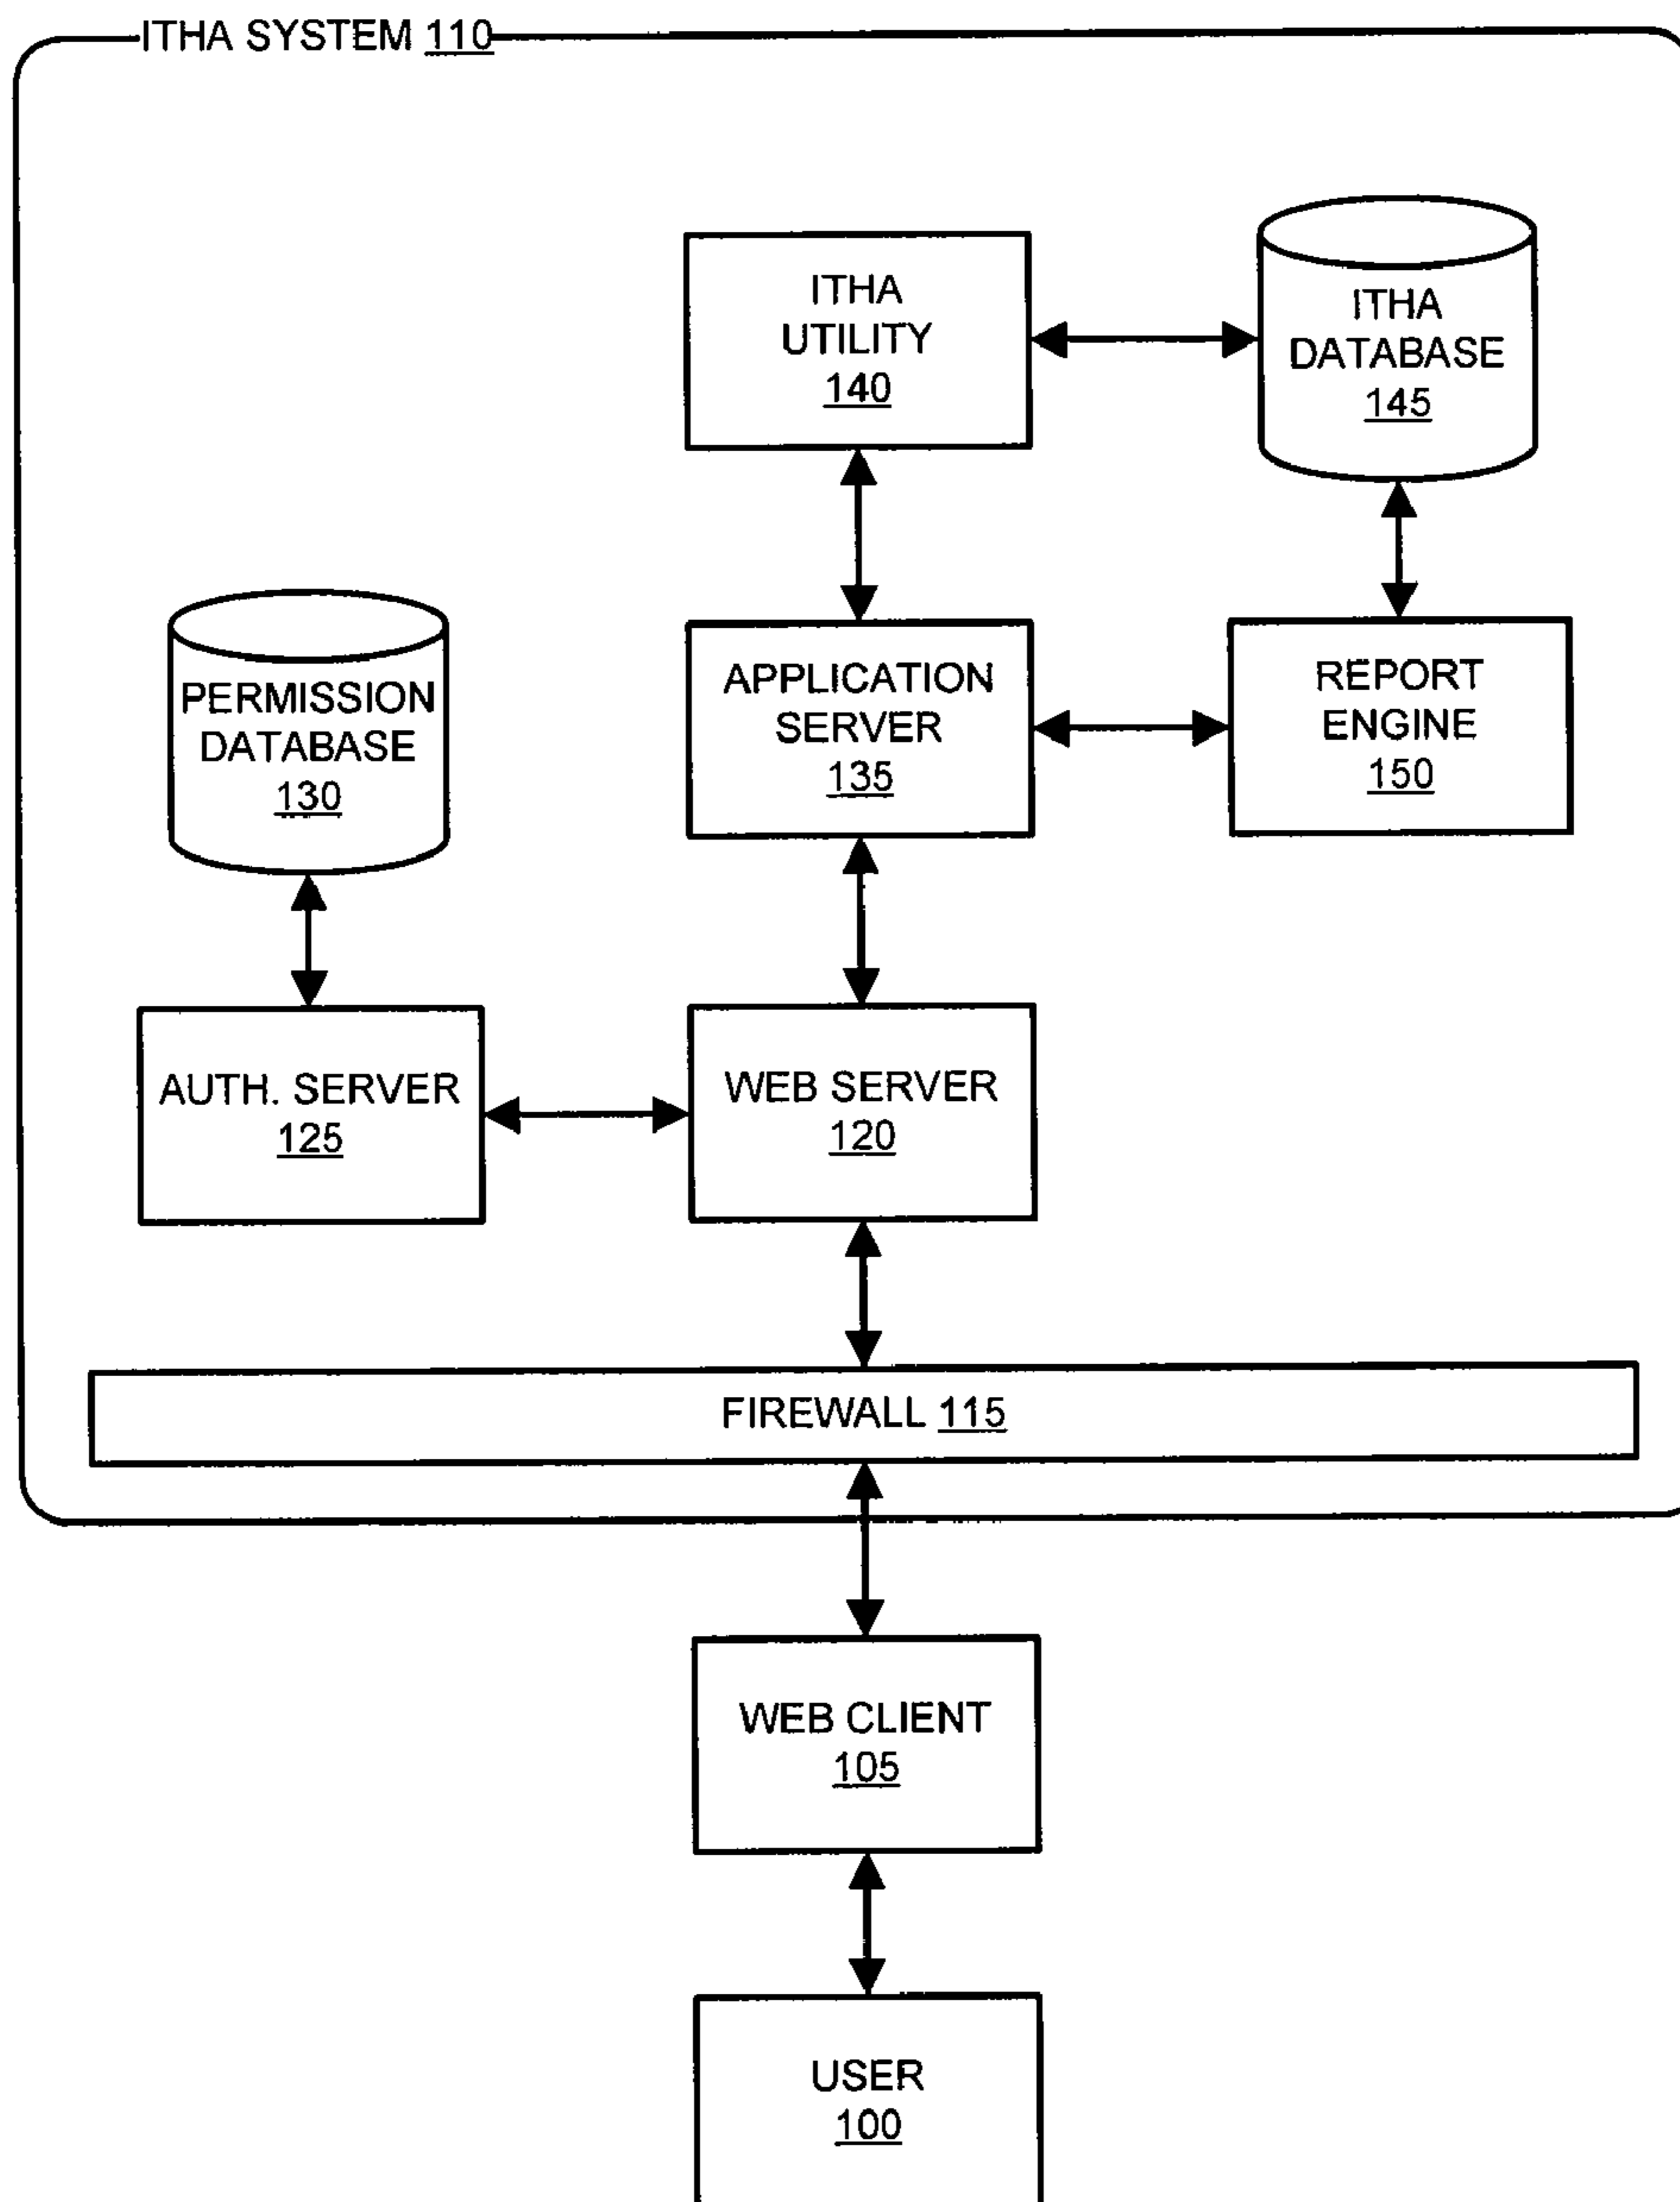 ITHA SYSTEM 110
ITHA
UTILITY
140
ITHA
DATABASE
145
PERMISSION
DATABASE
130
APPLICATION
SERVER
135
REPORT
ENGINE
150
AUTH. SERVER
125
WEB SERVER
120
FIREWALL 115
WEB CLIENT
105
USER
100